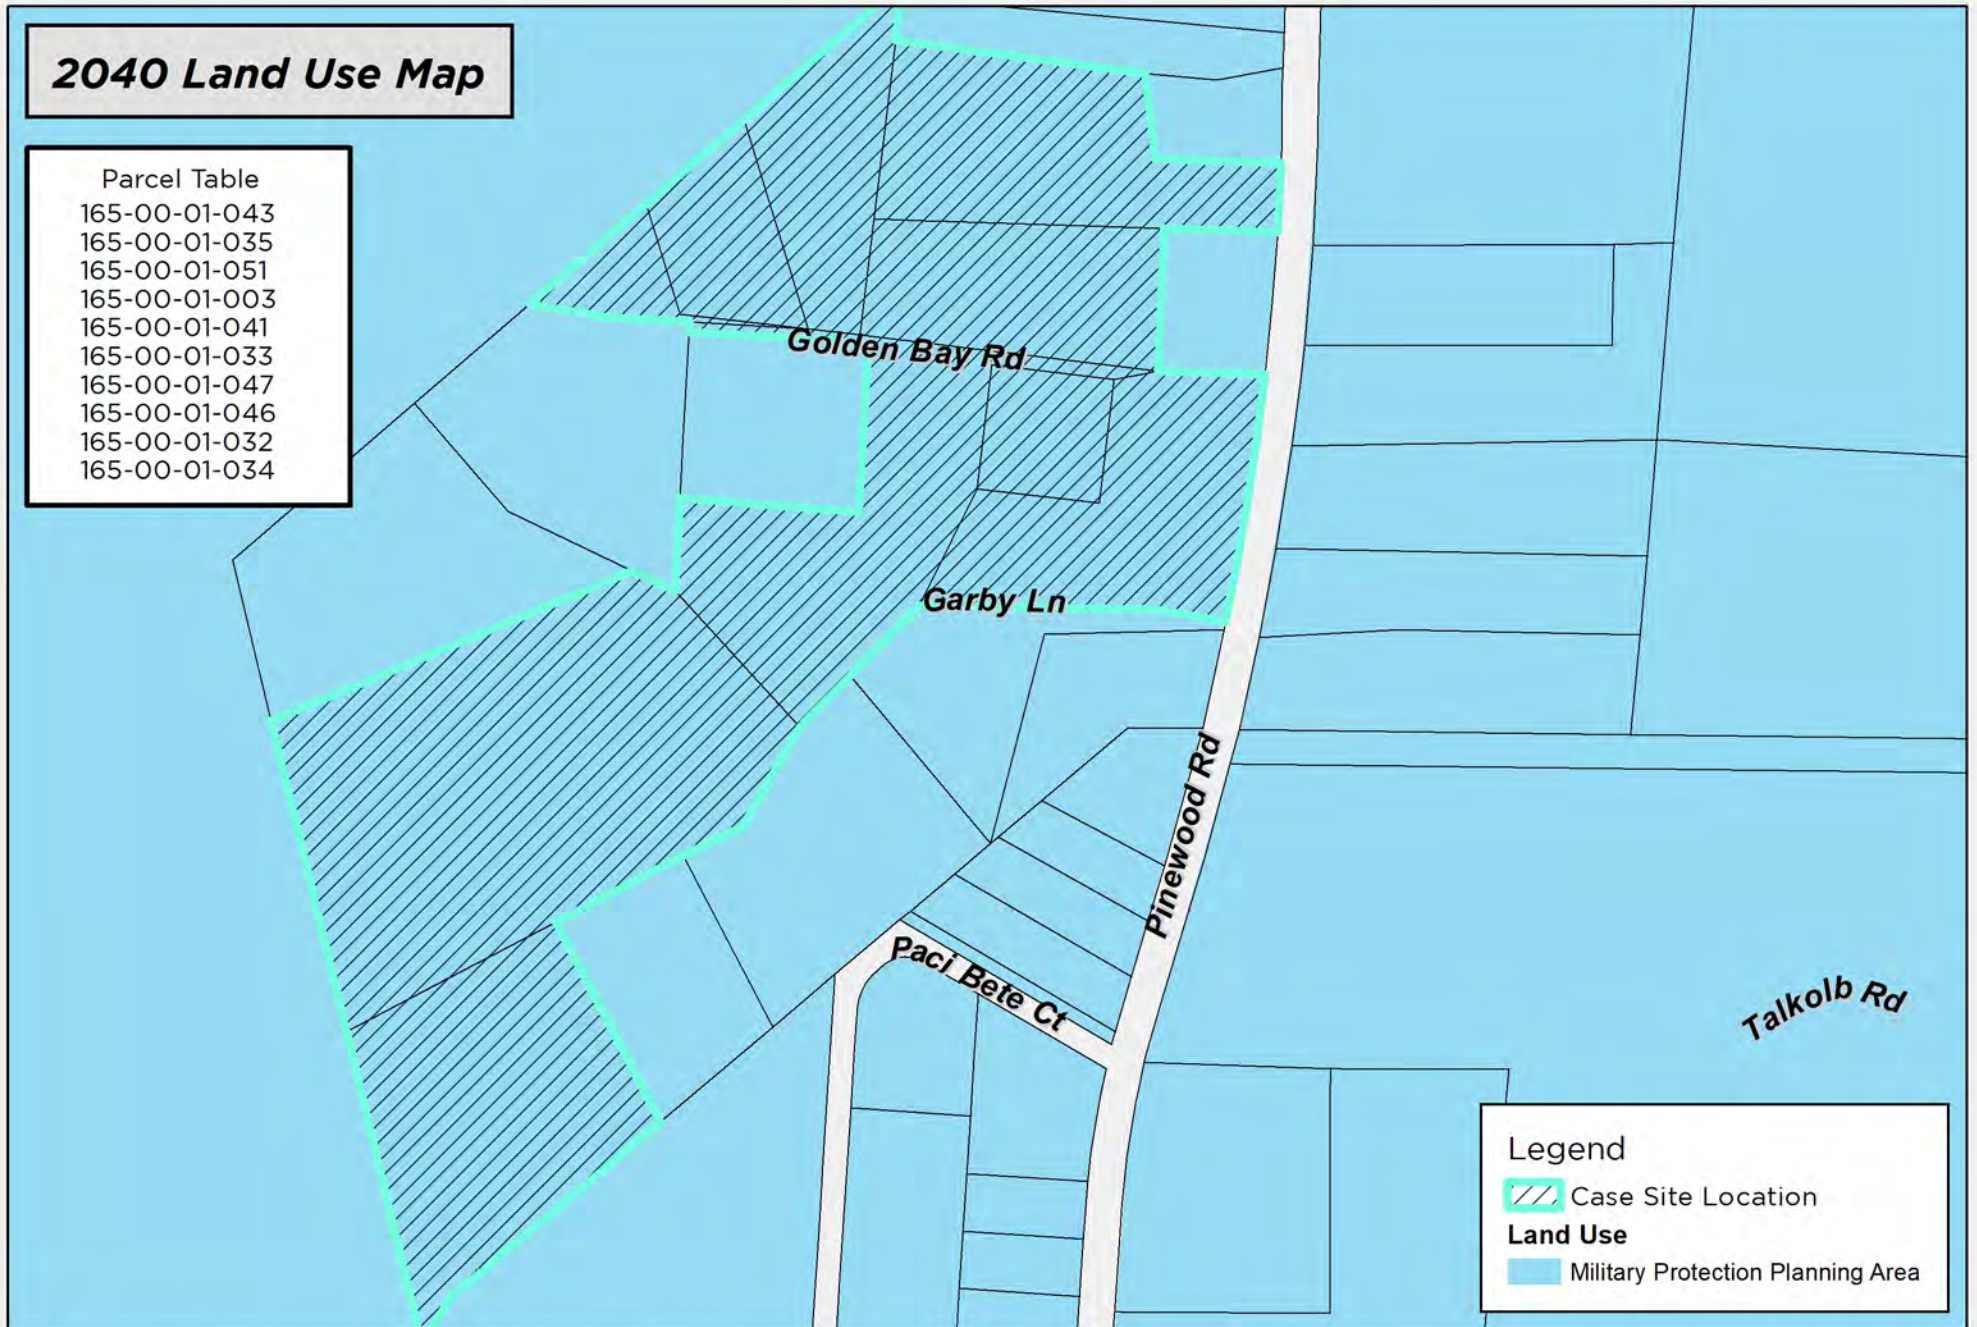 2040 Land Use Map
Parcel Table
165-00-01-043
165-00-01-035
165-00-01-051
165-00-01-003
165-00-01-041
165-00-01-033
165-00-01-047
165-00-01-046
165-00-01-032
165-00-01-034
Golden Bay Rd
Garby Ln
Pinewood Rd
Paci Bete Ct
Talkolb Rd
Legend
Case Site Location
Land Use
Military Protection Planning Area